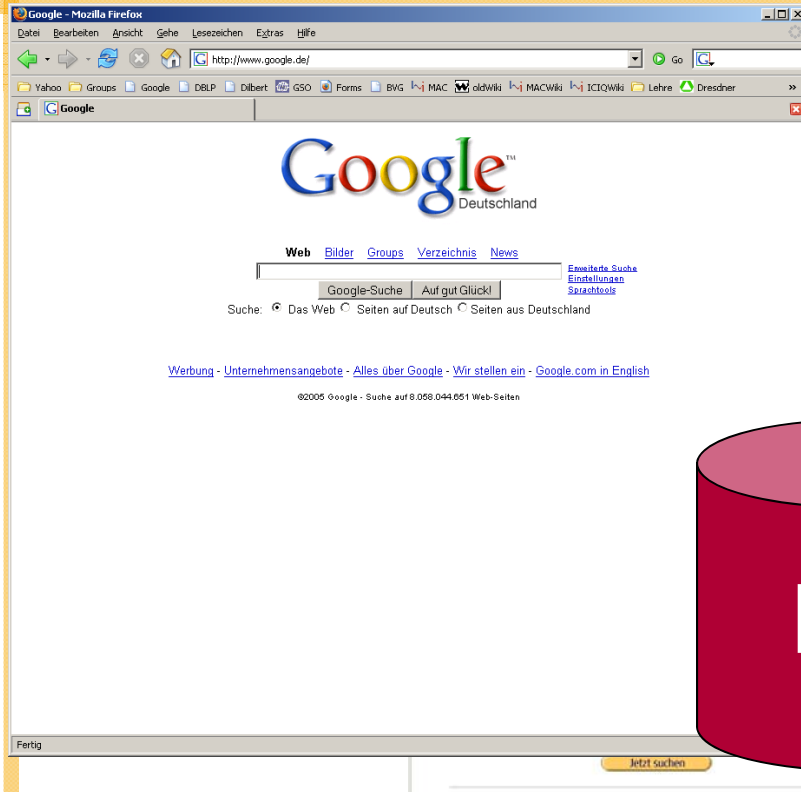 Google - Mozilla Firefox
Datei Bearbeiten Ansicht Gehe Lesezeichen Extras Hilfe
http://www.google.de/ Go
Yahoo Groups Google DBLP Dilbert GSO Forms BVG MAC oldWiki MACWiki ICIQWiki Lehre Dresdner »
Google
Google™
Deutschland
Web Bilder Groups Verzeichnis News
Erweiterte Suche
Einstellungen
Sprachtools
Google-Suche Auf gut Glück!
Suche: Das Web Seiten auf Deutsch Seiten aus Deutschland
Werbung - Unternehmensangebote - Alles über Google - Wir stellen ein - Google.com in English
©2005 Google - Suche auf 8.058.044.651 Web-Seiten
Fertig
Jetzt suchen